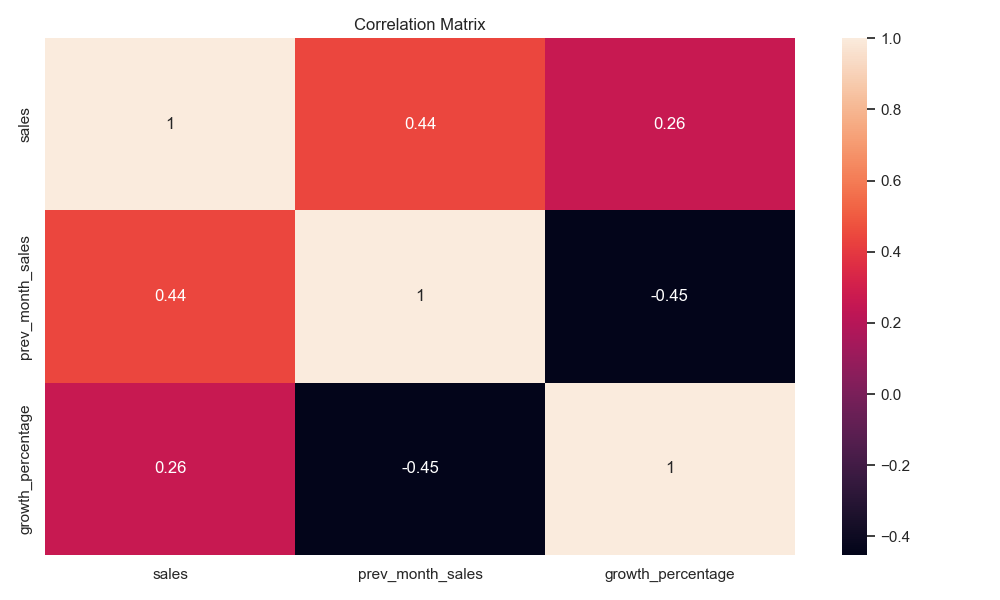 Correlation Matrix
sales
1
0.44
0.26
prev_month_sales
0.44
1
-0.45
growth_percentage
0.26
-0.45
1
sales
prev_month_sales
growth_percentage
1.0
0.8
0.6
0.4
0.2
0.0
−0.2
−0.4